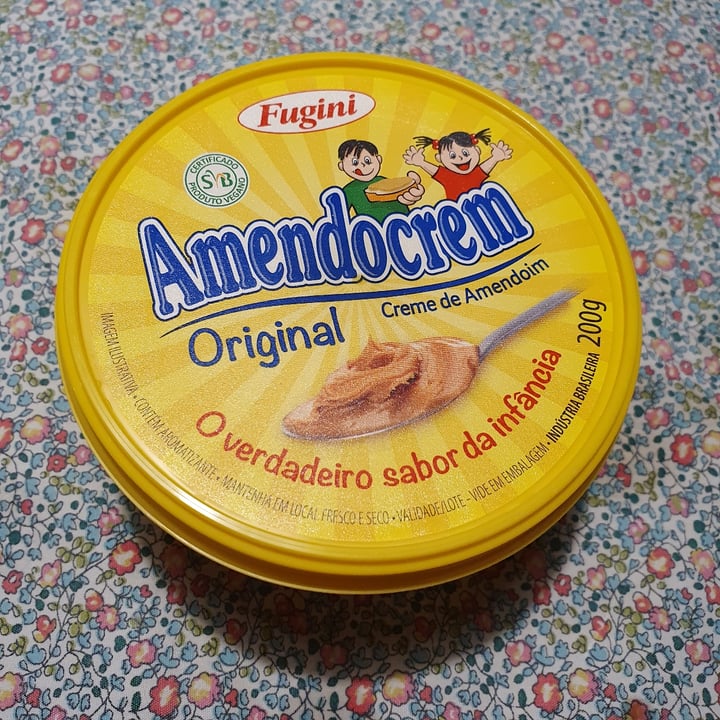 Fugini
CERTIFICADO
SVB
PRODUTO VEGANO
Amendocrem
Creme de Amendoim
Original
200g
O verdadeiro sabor da infância
IMAGEM ILUSTRATIVA • CONTÉM AROMATIZANTE • MANTENHA EM LOCAL FRESCO E SECO • VALIDADE/LOTE - VIDE EM EMBALAGEM • INDÚSTRIA BRASILEIRA